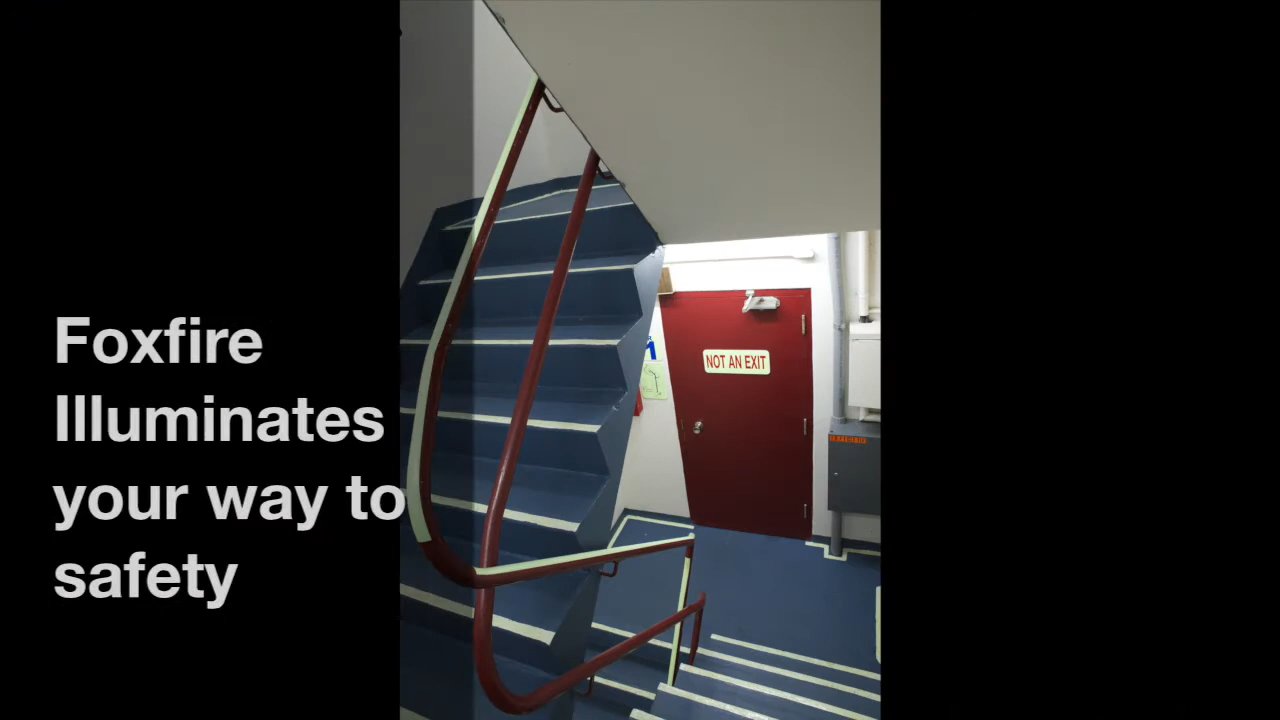 Foxfire
Illuminates
your way to
safety
NOT AN EXIT